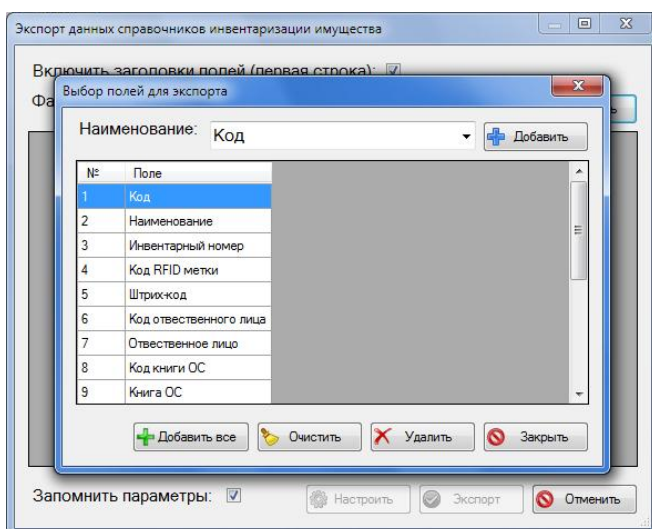 Экспорт данных справочников инвентаризации имущества
Включить заголовки полей (первая строка):
Фа
Выбор полей для экспорта
Наименование: Код Добавить
№ Поле
1 Код
2 Наименование
3 Инвентарный номер
4 Код RFID метки
5 Штрих-код
6 Код отвественного лица
7 Отвественное лицо
8 Код книги ОС
9 Книга ОС
Добавить все Очистить Удалить Закрыть
Запомнить параметры: Настроить Экспорт Отменить